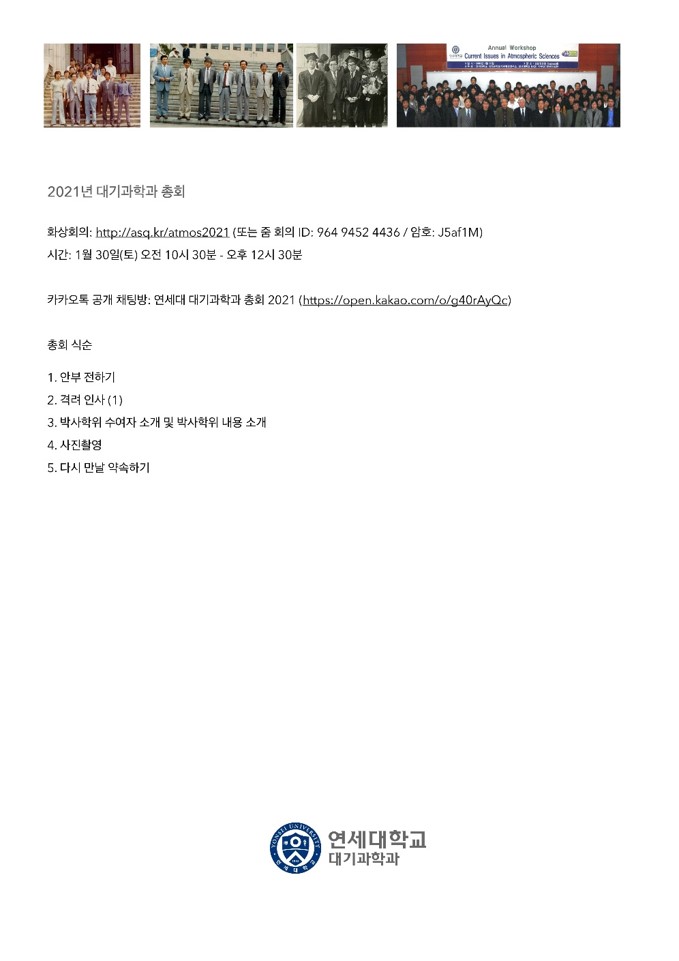 Annual Workshop
Current Issues in Atmospheric Sciences
2021년 대기과학과 총회
화상회의: http://asq.kr/atmos2021 (또는 줌 회의 ID: 964 9452 4436 / 암호: J5af1M)
시간: 1월 30일(토) 오전 10시 30분 - 오후 12시 30분
카카오톡 공개 채팅방: 연세대 대기과학과 총회 2021 (https://open.kakao.com/o/g40rAyQc)
총회 식순
1. 안부 전하기
2. 격려 인사 (1)
3. 박사학위 수여자 소개 및 박사학위 내용 소개
4. 사진촬영
5. 다시 만날 약속하기
YONSEI UNIVERSITY
연세대학교
연세대학교
대기과학과